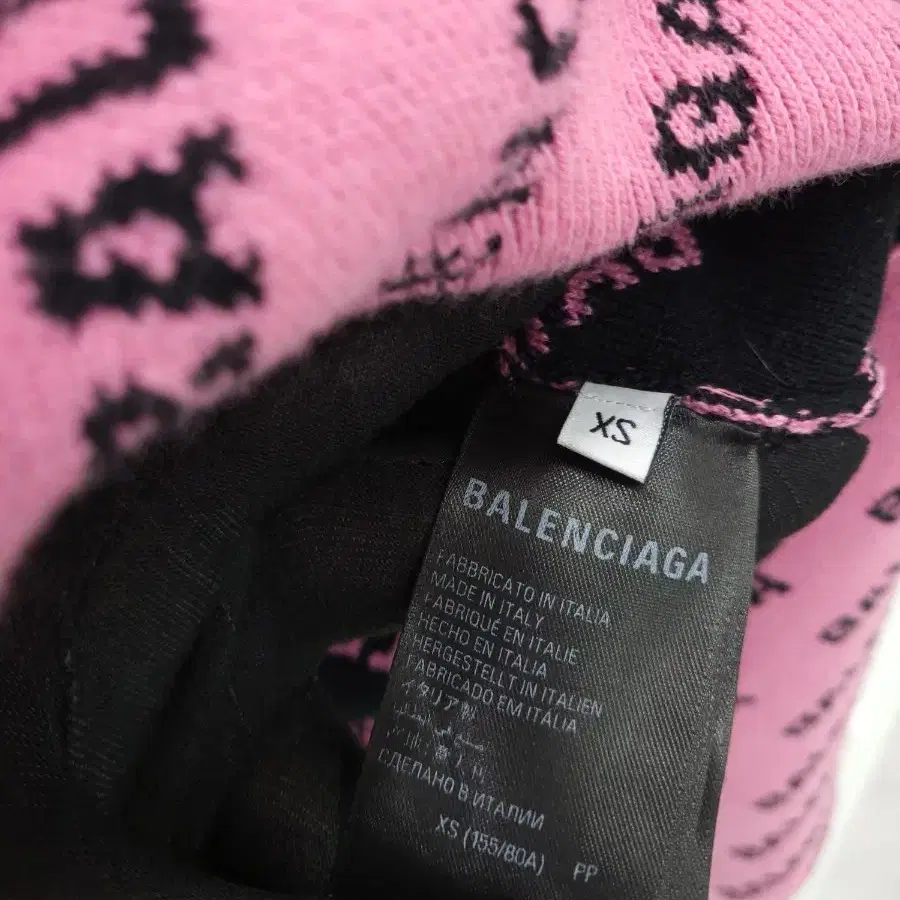 XS
BALENCIAGA
FABBRICATO IN ITALIA
MADE IN ITALY
FABRIQUÉ EN ITALIE
HECHO EN ITALIA
HERGESTELLT IN ITALIEN
FABRICADO EM ITÁLIA
イタリア製
СДЕЛАНО В ИТАЛИИ
XS (155/80A) PP